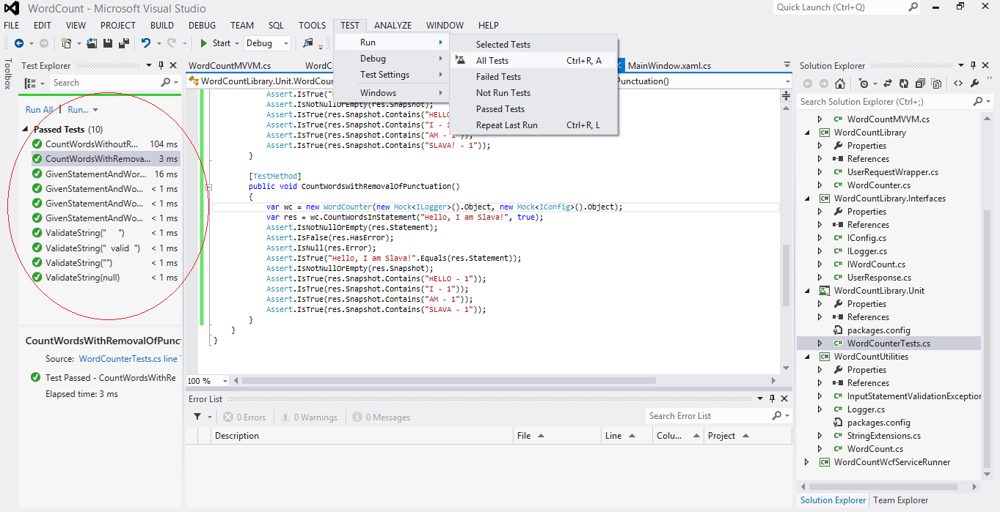 WordCount - Microsoft Visual Studio
Quick Launch (Ctrl+Q)
FILE EDIT VIEW PROJECT BUILD DEBUG TEAM SQL TOOLS TEST ANALYZE WINDOW HELP
Start Debug
Run
Debug
Test Settings
Windows
Selected Tests
All Tests Ctrl+R, A
Failed Tests
Not Run Tests
Passed Tests
Repeat Last Run Ctrl+R, L
Toolbox
Test Explorer
Search
Run All Run...
Passed Tests (10)
CountWordsWithoutR... 104 ms
CountWordsWithRemova... 3 ms
GivenStatementAndWor... 16 ms
GivenStatementAndWo... < 1 ms
GivenStatementAndWo... < 1 ms
GivenStatementAndWo... < 1 ms
ValidateString(" ") < 1 ms
ValidateString(" valid ") < 1 ms
ValidateString("") < 1 ms
ValidateString(null) < 1 ms
CountWordsWithRemovalOfPunct
Source: WordCounterTests.cs line
Test Passed - CountWordsWithRe
Elapsed time: 3 ms
WordCountMVVM.cs WordC MainWindow.xaml.cs
WordCountLibrary.Unit.WordCou Punctuation()
Assert.IsTrue("
Assert.IsNotNullOrEmpty(res.Snapshot);
Assert.IsTrue(res.Snapshot.Contains("HELLO
Assert.IsTrue(res.Snapshot.Contains("I - 1
Assert.IsTrue(res.Snapshot.Contains("AM - 1"));
Assert.IsTrue(res.Snapshot.Contains("SLAVA! - 1"));
}
[TestMethod]
public void CountWordsWithRemovalOfPunctuation()
{
var wc = new WordCounter(new Mock<ILogger>().Object, new Mock<IConfig>().Object);
var res = wc.CountWordsInStatement("Hello, I am Slava!", true);
Assert.IsNotNullOrEmpty(res.Statement);
Assert.IsFalse(res.HasError);
Assert.IsNull(res.Error);
Assert.IsTrue("Hello, I am Slava!".Equals(res.Statement));
Assert.IsNotNullOrEmpty(res.Snapshot);
Assert.IsTrue(res.Snapshot.Contains("HELLO - 1"));
Assert.IsTrue(res.Snapshot.Contains("I - 1"));
Assert.IsTrue(res.Snapshot.Contains("AM - 1"));
Assert.IsTrue(res.Snapshot.Contains("SLAVA - 1"));
}
}
}
100 %
Error List
0 Errors 0 Warnings 0 Messages
Search Error List
Description File Line Colu... Project
Solution Explorer
Search Solution Explorer (Ctrl+;)
C# WordCountMVVM.cs
C# WordCountLibrary
Properties
References
C# UserRequestWrapper.cs
C# WordCounter.cs
C# WordCountLibrary.Interfaces
Properties
References
C# IConfig.cs
C# ILogger.cs
C# IWordCount.cs
C# UserResponse.cs
WordCountLibrary.Unit
Properties
References
packages.config
C# WordCounterTests.cs
C# WordCountUtilities
Properties
References
C# InputStatementValidationException
C# Logger.cs
packages.config
C# StringExtensions.cs
C# WordCount.cs
C# WordCountWcfServiceRunner
Solution Explorer Team Explorer